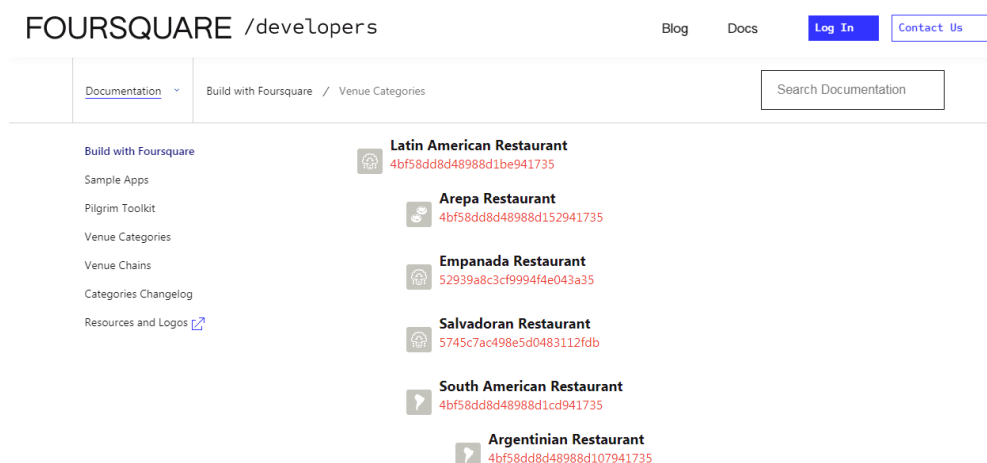 FOURSQUARE /developers
Blog
Docs
Log In
Contact Us
Documentation
Build with Foursquare / Venue Categories
Search Documentation
Build with Foursquare
Sample Apps
Pilgrim Toolkit
Venue Categories
Venue Chains
Categories Changelog
Resources and Logos
Latin American Restaurant
4bf58dd8d48988d1be941735
Arepa Restaurant
4bf58dd8d48988d152941735
Empanada Restaurant
52939a8c3cf9994f4e043a35
Salvadoran Restaurant
5745c7ac498e5d0483112fdb
South American Restaurant
4bf58dd8d48988d1cd941735
Argentinian Restaurant
4bf58dd8d48988d107941735